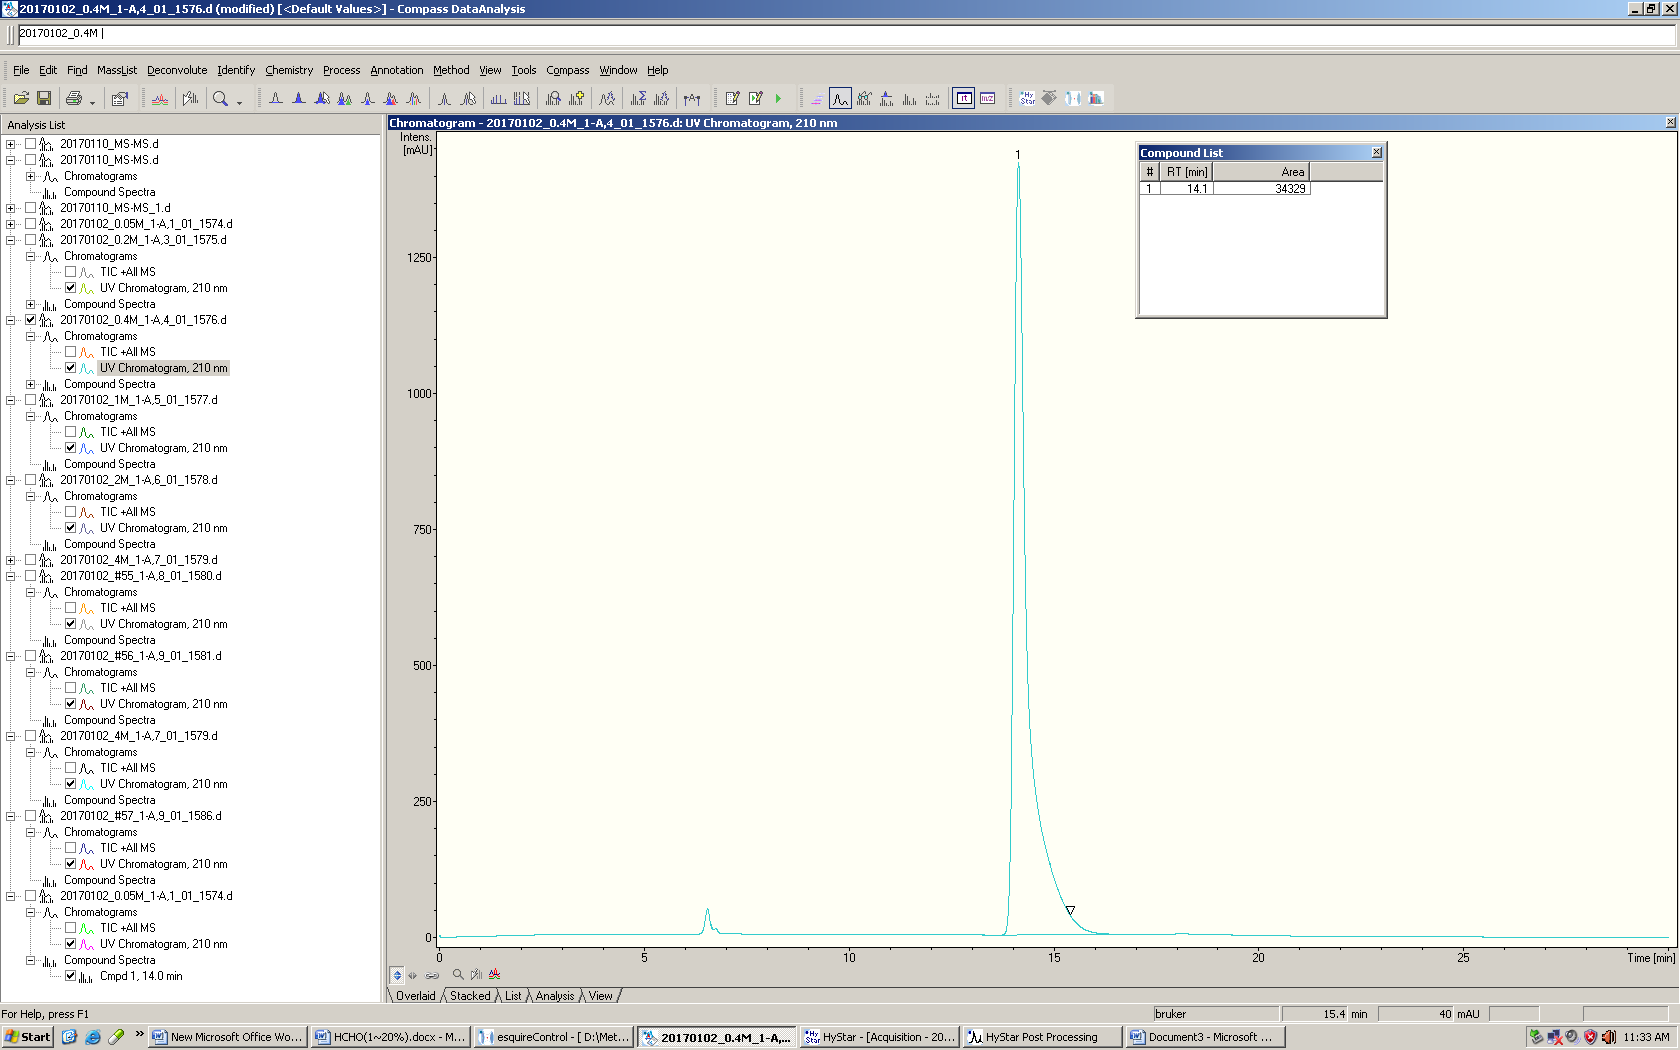 20170102_0.4M_1-A,4_01_1576.d (modified) [<Default Values>] - Compass DataAnalysis
20170102_0.4M
File Edit Find MassList Deconvolute Identify Chemistry Process Annotation Method View Tools Compass Window Help
Analysis List
20170110_MS-MS.d
20170110_MS-MS.d
Chromatograms
Compound Spectra
20170110_MS-MS_1.d
20170102_0.05M_1-A,1_01_1574.d
20170102_0.2M_1-A,3_01_1575.d
Chromatograms
TIC +All MS
UV Chromatogram, 210 nm
Compound Spectra
20170102_0.4M_1-A,4_01_1576.d
Chromatograms
TIC +All MS
UV Chromatogram, 210 nm
Compound Spectra
20170102_1M_1-A,5_01_1577.d
Chromatograms
TIC +All MS
UV Chromatogram, 210 nm
Compound Spectra
20170102_2M_1-A,6_01_1578.d
Chromatograms
TIC +All MS
UV Chromatogram, 210 nm
Compound Spectra
20170102_4M_1-A,7_01_1579.d
20170102_#55_1-A,8_01_1580.d
Chromatograms
TIC +All MS
UV Chromatogram, 210 nm
Compound Spectra
20170102_#56_1-A,9_01_1581.d
Chromatograms
TIC +All MS
UV Chromatogram, 210 nm
Compound Spectra
20170102_4M_1-A,7_01_1579.d
Chromatograms
TIC +All MS
UV Chromatogram, 210 nm
Compound Spectra
20170102_#57_1-A,9_01_1586.d
Chromatograms
TIC +All MS
UV Chromatogram, 210 nm
Compound Spectra
20170102_0.05M_1-A,1_01_1574.d
Chromatograms
TIC +All MS
UV Chromatogram, 210 nm
Compound Spectra
Cmpd 1, 14.0 min
Chromatogram - 20170102_0.4M_1-A,4_01_1576.d: UV Chromatogram, 210 nm
Intens.
[mAU]
1
1250
1000
750
500
250
0
0 5 10 15 20 25 Time [min]
Compound List
# RT [min] Area
1 14.1 34329
Overlaid Stacked List Analysis View
For Help, press F1
bruker 15.4 min 40 mAU
Start » New Microsoft Office Wo... HCHO(1~20%).docx - M... esquireControl - [ D:\Met... 20170102_0.4M_1-A,... HyStar - [Acquisition - 20... HyStar Post Processing Document3 - Microsoft ... 11:33 AM